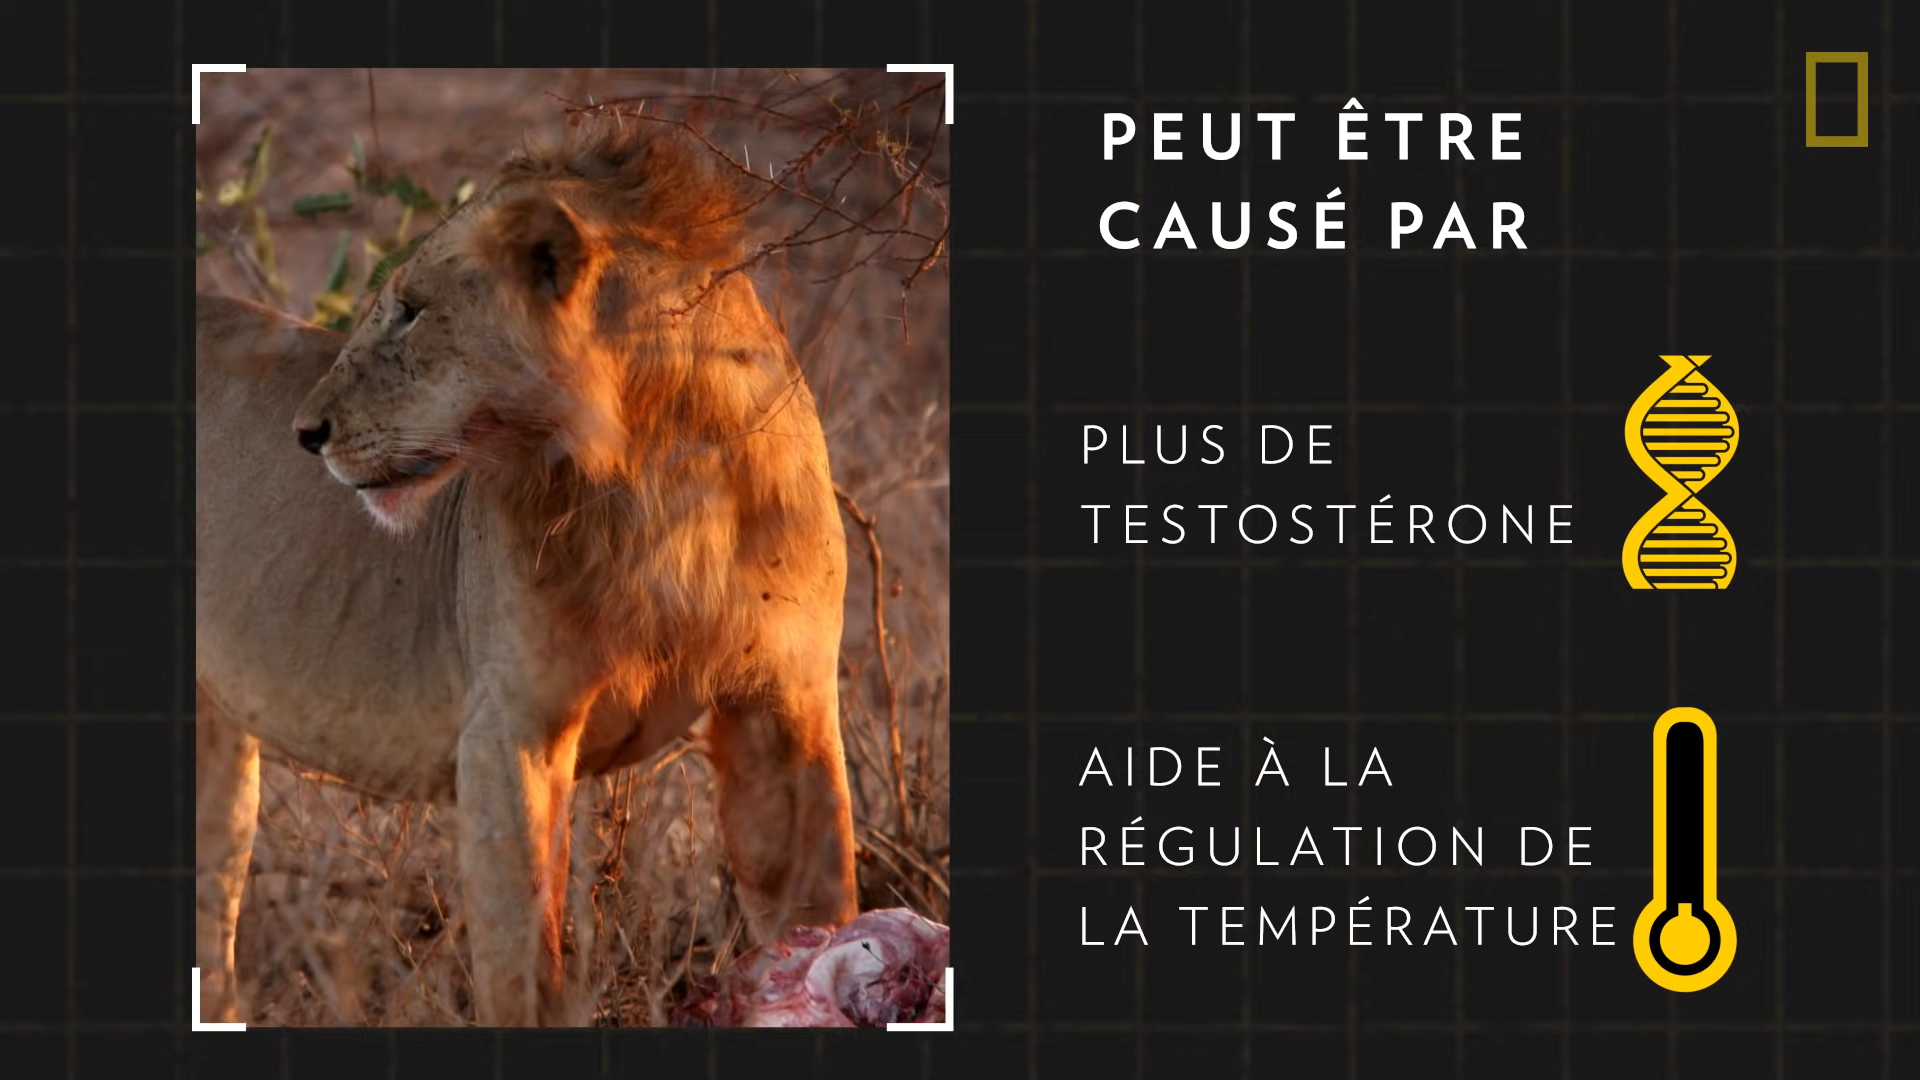 PEUT ÊTRE
CAUSÉ PAR
PLUS DE
TESTOSTÉRONE
AIDE À LA
RÉGULATION DE
LA TEMPÉRATURE